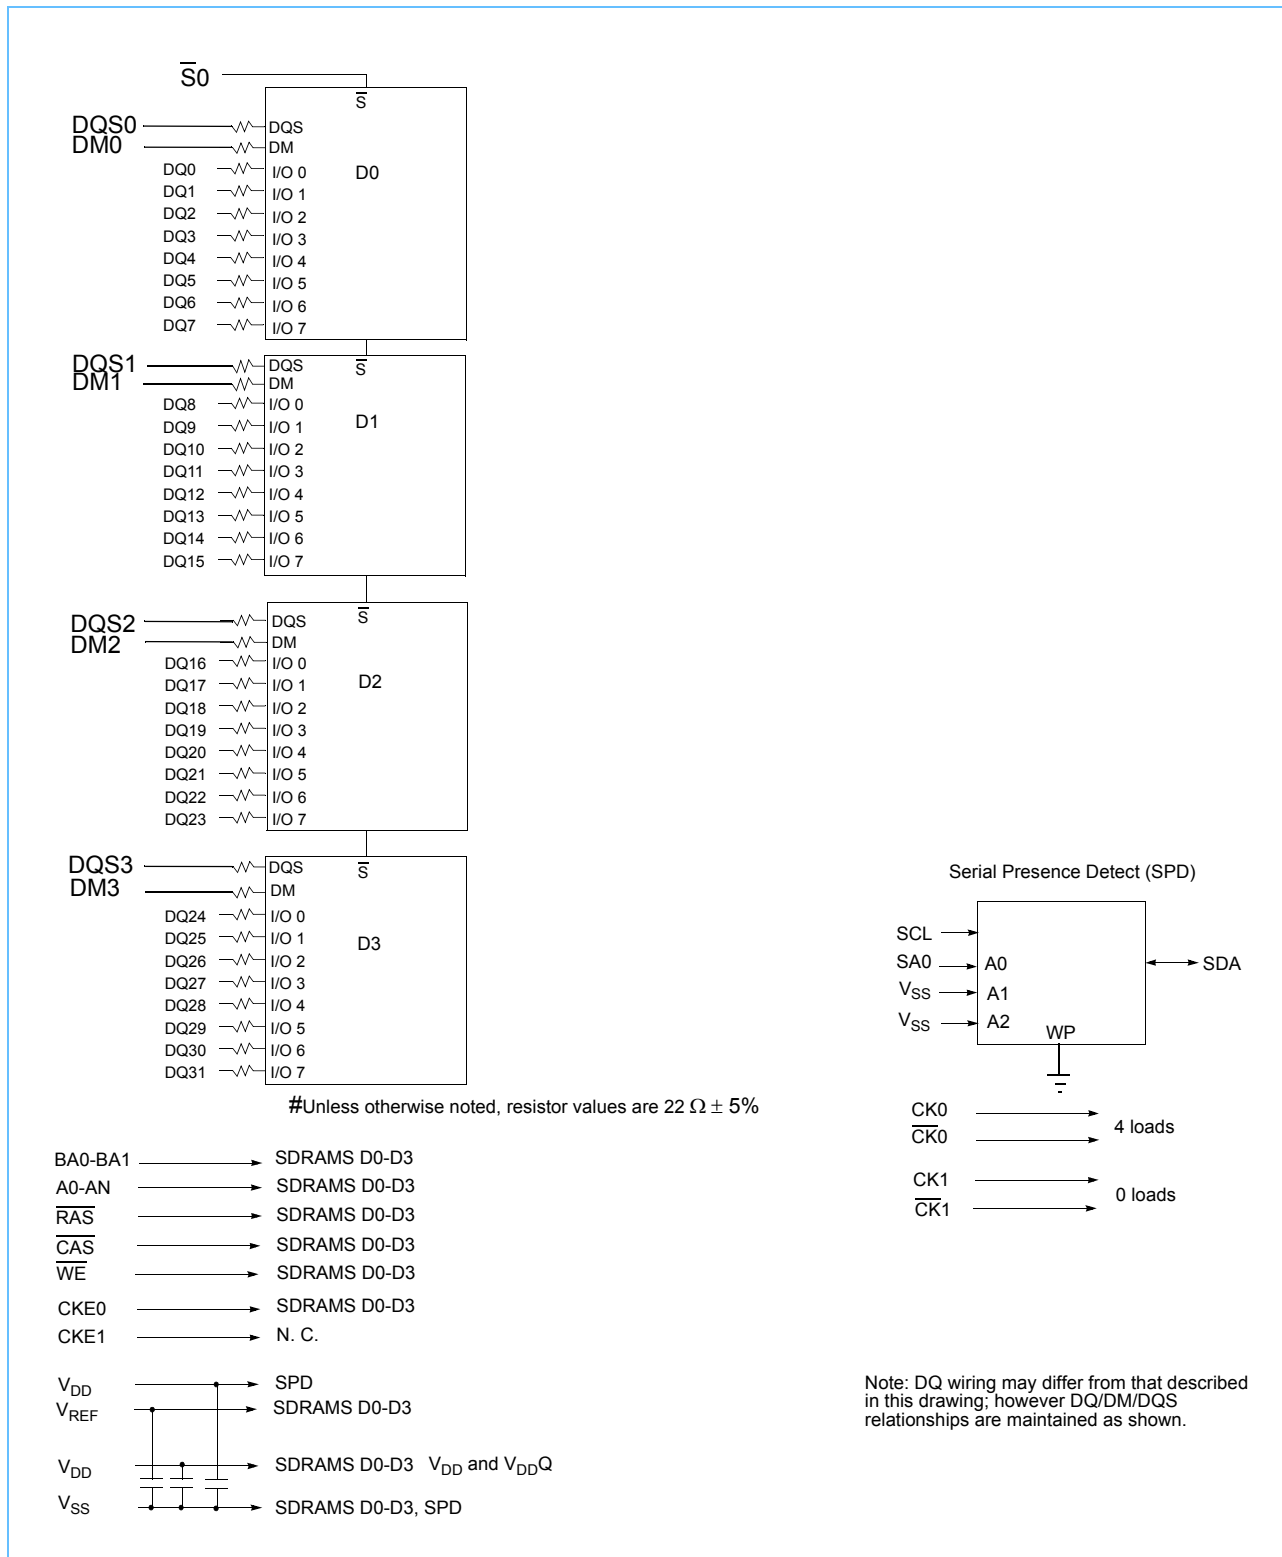 S̅0
S̅
DQS0 DQS
DM0 DM
D0
DQ0 I/O 0
DQ1 I/O 1
DQ2 I/O 2
DQ3 I/O 3
DQ4 I/O 4
DQ5 I/O 5
DQ6 I/O 6
DQ7 I/O 7
S̅
DQS1 DQS
DM1 DM
D1
DQ8 I/O 0
DQ9 I/O 1
DQ10 I/O 2
DQ11 I/O 3
DQ12 I/O 4
DQ13 I/O 5
DQ14 I/O 6
DQ15 I/O 7
S̅
DQS2 DQS
DM2 DM
D2
DQ16 I/O 0
DQ17 I/O 1
DQ18 I/O 2
DQ19 I/O 3
DQ20 I/O 4
DQ21 I/O 5
DQ22 I/O 6
DQ23 I/O 7
S̅
DQS3 DQS
DM3 DM
D3
DQ24 I/O 0
DQ25 I/O 1
DQ26 I/O 2
DQ27 I/O 3
DQ28 I/O 4
DQ29 I/O 5
DQ30 I/O 6
DQ31 I/O 7
#Unless otherwise noted, resistor values are 22 Ω ± 5%
BA0-BA1 SDRAMS D0-D3
A0-AN SDRAMS D0-D3
R̅A̅S̅ SDRAMS D0-D3
C̅A̅S̅ SDRAMS D0-D3
W̅E̅ SDRAMS D0-D3
CKE0 SDRAMS D0-D3
CKE1 N. C.
VDD SPD
VREF SDRAMS D0-D3
VDD SDRAMS D0-D3 VDD and VDDQ
VSS SDRAMS D0-D3, SPD
Serial Presence Detect (SPD)
SCL
SA0 A0
SDA
VSS A1
VSS A2
WP
CK0
C̅K̅0
4 loads
CK1
C̅K̅1
0 loads
Note: DQ wiring may differ from that described
in this drawing; however DQ/DM/DQS
relationships are maintained as shown.